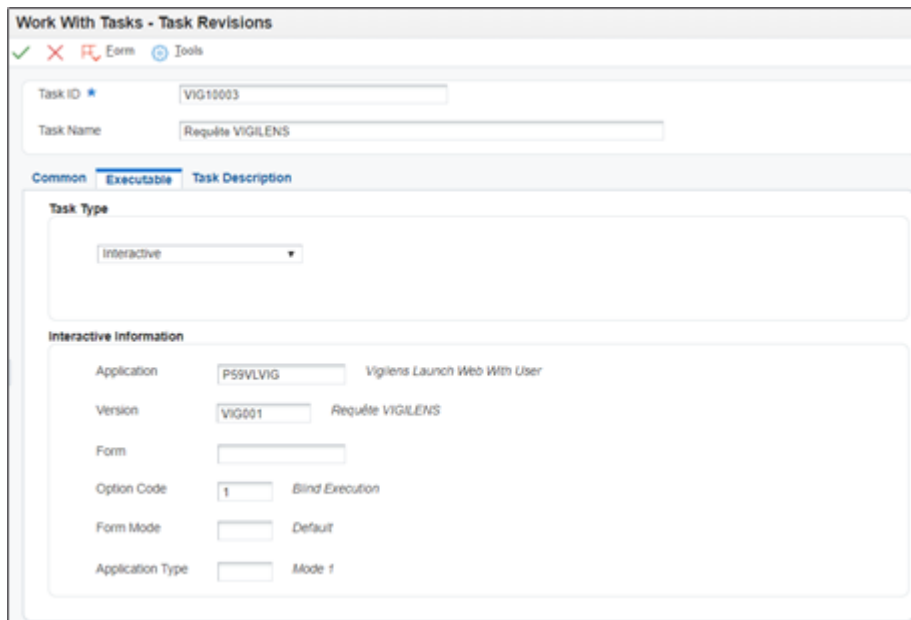 Work With Tasks - Task Revisions
Form Tools
Task ID * VIG10003
Task Name Requête VIGILENS
Common Executable Task Description
Task Type
Interactive
Interactive Information
Application P59VLVIG Vigilens Launch Web With User
Version VIG001 Requête VIGILENS
Form
Option Code 1 Blind Execution
Form Mode Default
Application Type Mode 1